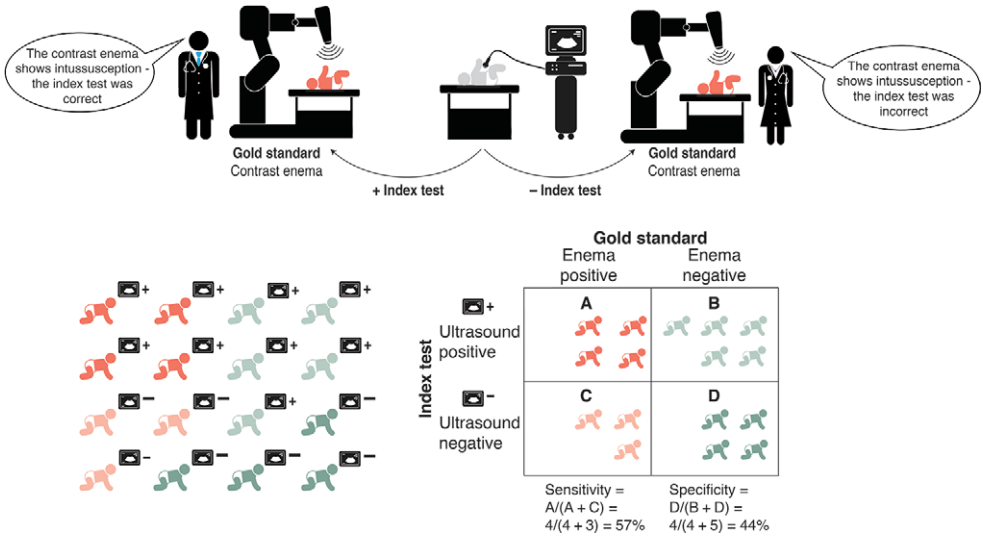 The contrast enema
shows intussusception -
the index test was
correct
The contrast enema
shows intussusception -
the index test was
incorrect
Gold standard
Contrast enema
Gold standard
Contrast enema
+ Index test
– Index test
+ + + +
+ + + +
– – + –
- – – –
Gold standard
Enema
positive
Enema
negative
Index test
+
Ultrasound
positive
–
Ultrasound
negative
A
B
C
D
Sensitivity =
A/(A + C) =
4/(4 + 3) = 57%
Specificity =
D/(B + D) =
4/(4 + 5) = 44%